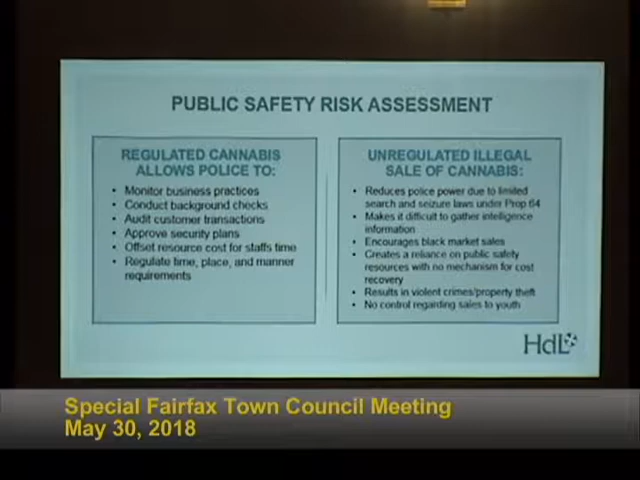 PUBLIC SAFETY RISK ASSESSMENT
REGULATED CANNABIS
ALLOWS POLICE TO:
• Monitor business practices
• Conduct background checks
• Audit customer transactions
• Approve security plans
• Offset resource cost for staffs time
• Regulate time, place, and manner
requirements
UNREGULATED ILLEGAL
SALE OF CANNABIS:
• Reduces police power due to limited
search and seizure laws under Prop 64
• Makes it difficult to gather intelligence
information
• Encourages black market sales
• Creates a reliance on public safety
resources with no mechanism for cost
recovery
• Results in violent crimes/property theft
• No control regarding sales to youth
HdL
Special Fairfax Town Council Meeting
May 30, 2018